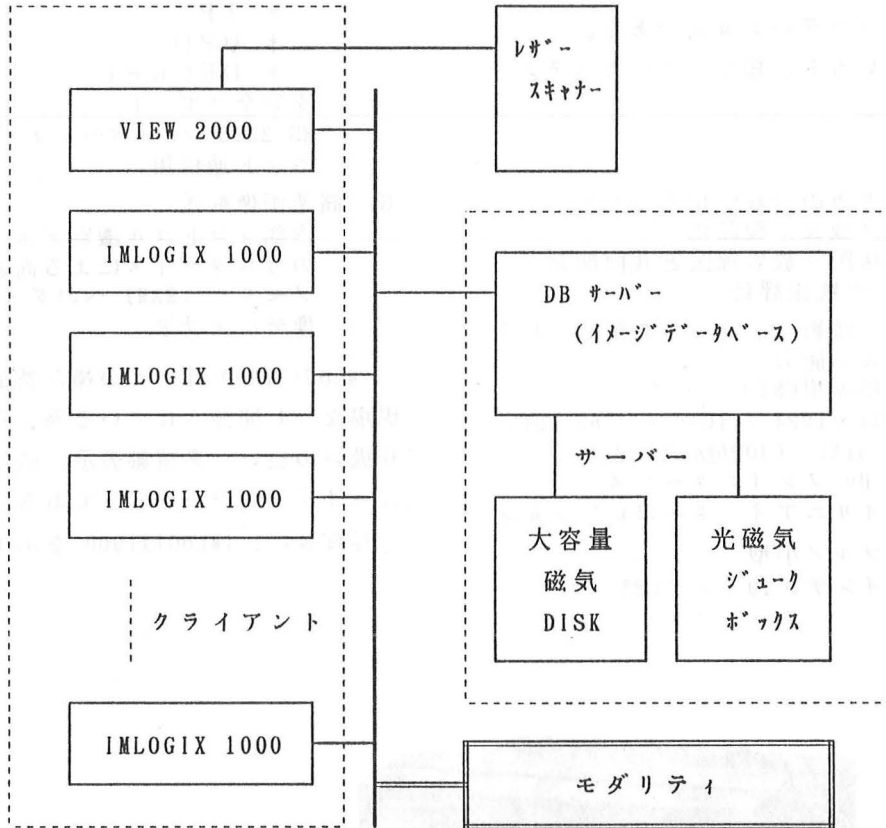 レザー
スキャナー
VIEW 2000
IMLOGIX 1000
IMLOGIX 1000
IMLOGIX 1000
クライアント
IMLOGIX 1000
DB サーバー
(イメージデータベース)
サーバー
大容量
磁気
DISK
光磁気
ジューク
ボックス
モダリティ